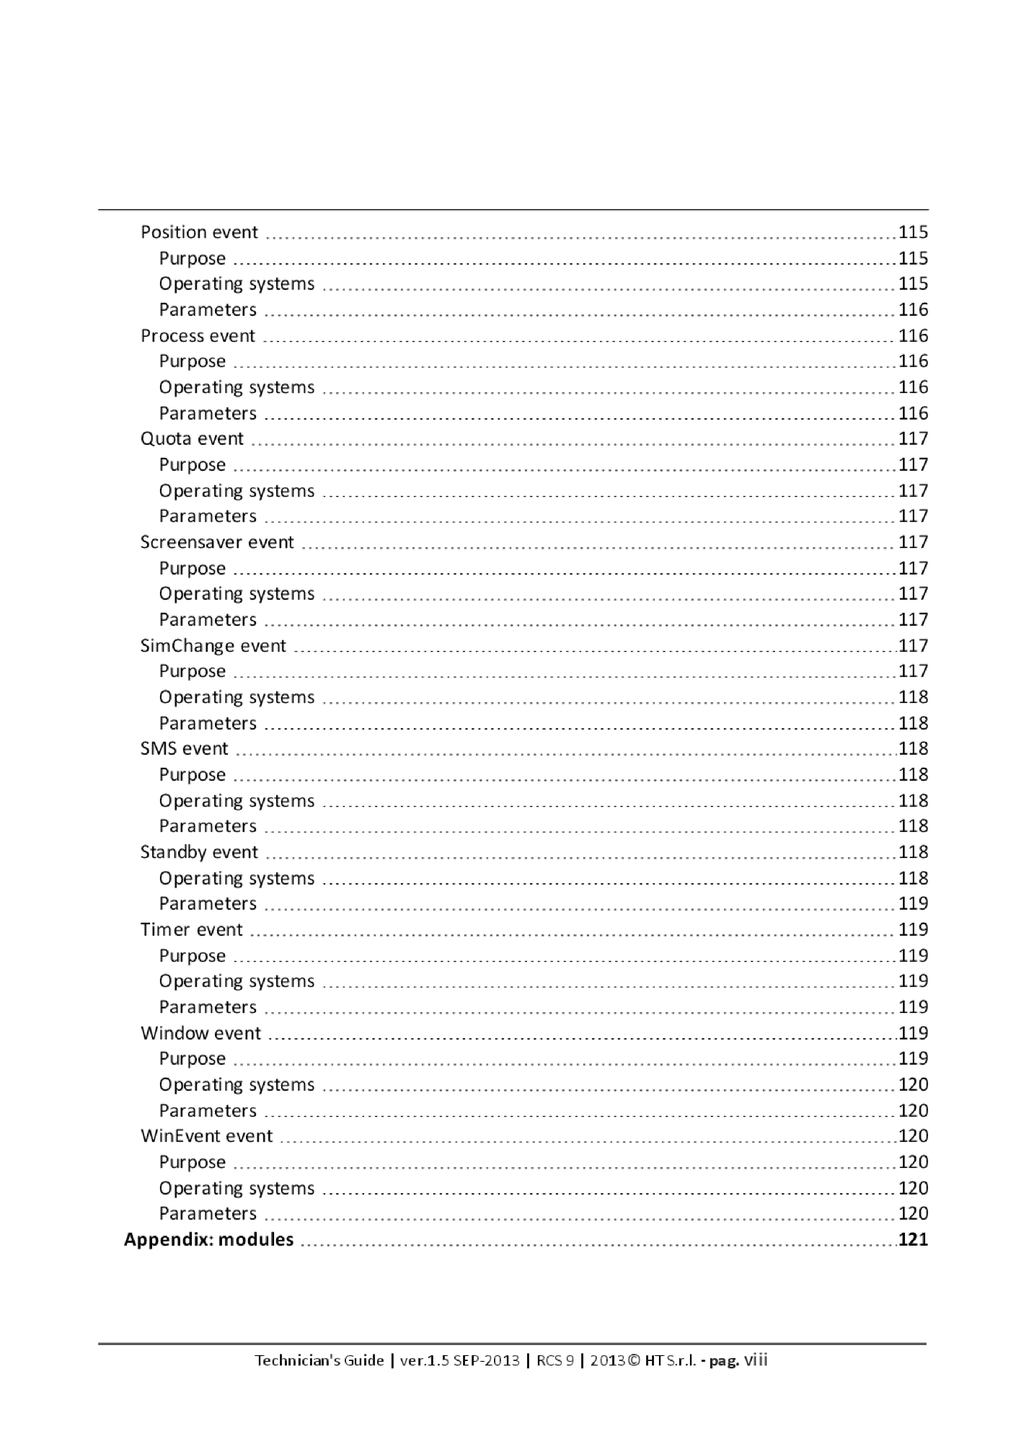 Position event 115
Purpose 115
Operating systems 115
Parameters 116
Process event 116
Purpose 116
Operating systems 116
Parameters 116
Quota event 117
Purpose 117
Operating systems 117
Parameters 117
Screensaver event 117
Purpose 117
Operating systems 117
Parameters 117
SimChange event 117
Purpose 117
Operating systems 118
Parameters 118
SMS event 118
Purpose 118
Operating systems 118
Parameters 118
Standby event 118
Operating systems 118
Parameters 119
Timer event 119
Purpose 119
Operating systems 119
Parameters 119
Window event 119
Purpose 119
Operating systems 120
Parameters 120
WinEvent event 120
Purpose 120
Operating systems 120
Parameters 120
Appendix: modules 121
Technician's Guide | ver.1.5 SEP-2013 | RCS 9 | 2013© HT S.r.l. - pag. viii